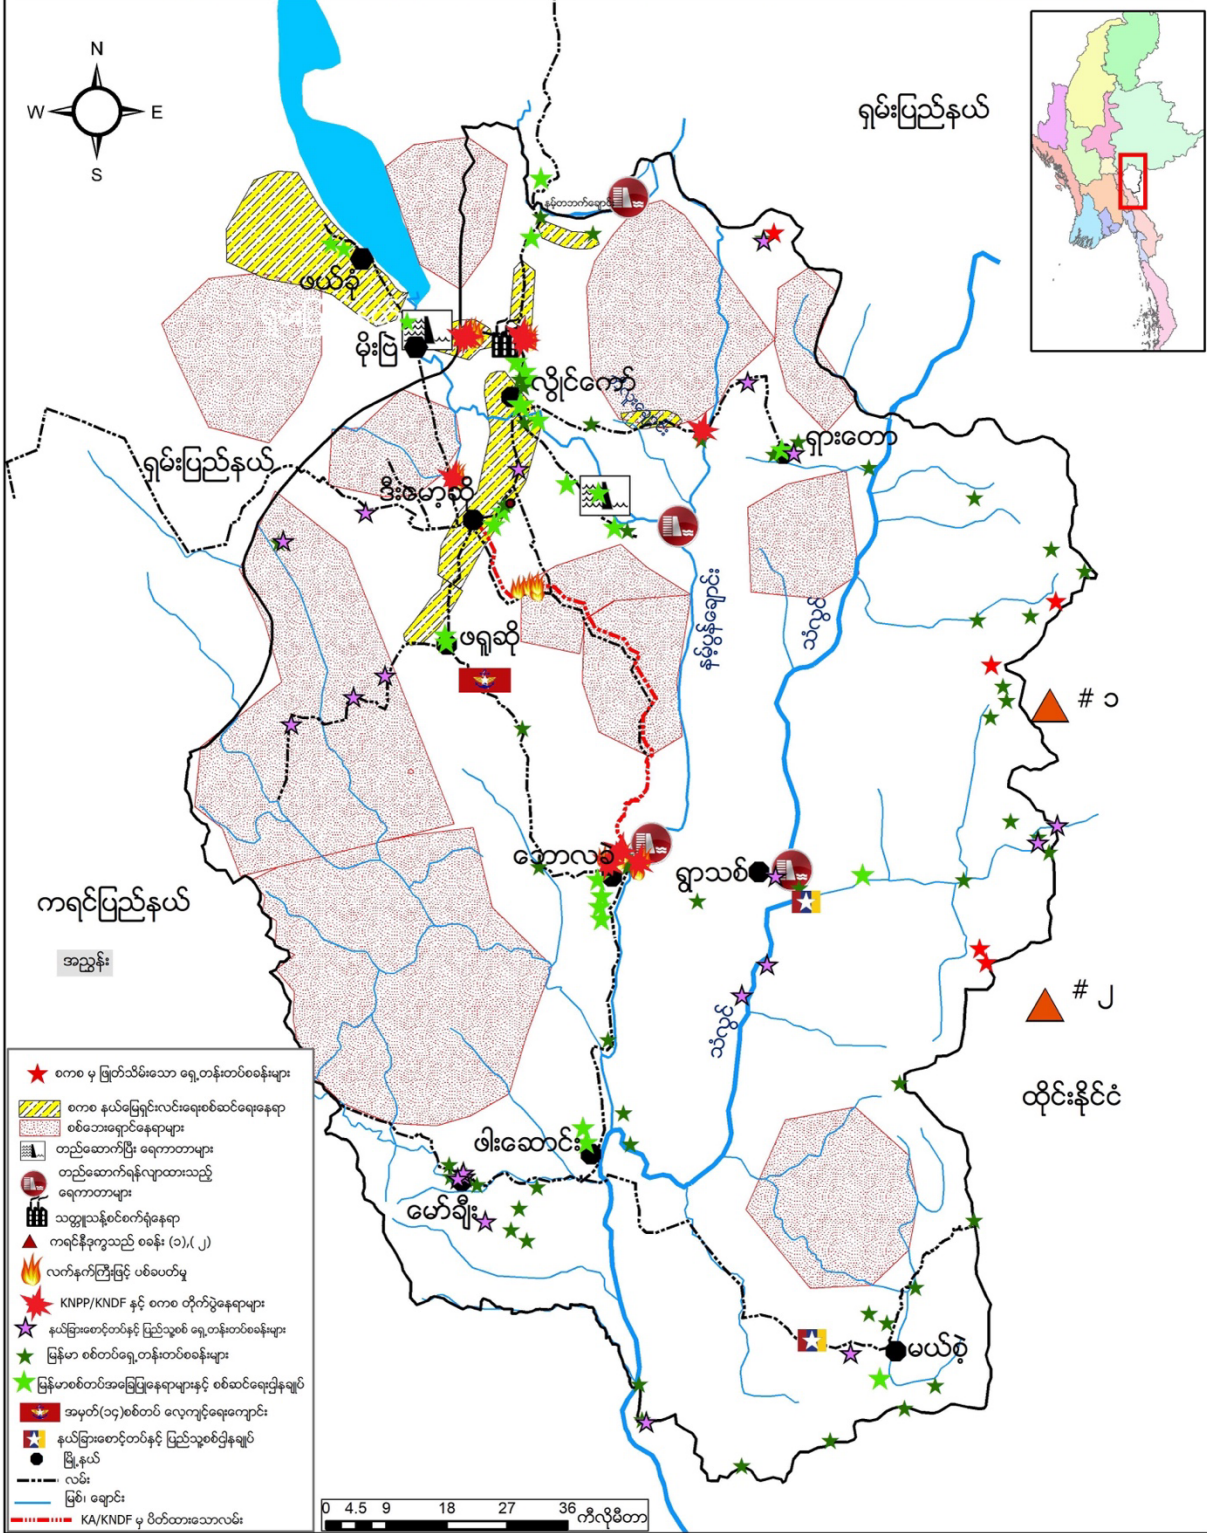 N
W
E
S
ရှမ်းပြည်နယ်
နမ့်တဘက်ချောင်း
ဖယ်ခုံ
မိုးဗြဲ
လွိုင်ကော်
ရှားတော
ရှမ်းပြည်နယ်
ဒီးမော့ဆို
နမ့်ပွန်ချောင်း
သံလွင်
ဖရူဆို
# ၁
ဘောလခဲ
ရွာသစ်
ကရင်ပြည်နယ်
အညွှန်း
# ၂
သံလွင်
ထိုင်းနိုင်ငံ
ဖါးဆောင်း
မော်ချီး
မယ်စဲ့
စကစ မှ ဖြုတ်သိမ်းသော ရှေ့တန်းတပ်စခန်းများ
စကစ နယ်မြေရှင်းလင်းရေးစစ်ဆင်ရေးနေရာ
စစ်ဘေးရှောင်နေရာများ
တည်ဆောက်ပြီး ရေကာတာများ
တည်ဆောက်ရန်လျာထားသည့်
ရေကာတာများ
သတ္တုသန့်စင်စက်ရုံနေရာ
ကရင်နီဒုက္ခသည် စခန်း (၁),( ၂)
လက်နက်ကြီးဖြင့် ပစ်ခပတ်မှု
KNPP/KNDF နှင့် စကစ တိုက်ပွဲနေရာများ
နယ်ခြားစောင့်တပ်နှင့် ပြည်သူ့စစ် ရှေ့တန်းတပ်စခန်းများ
မြန်မာ စစ်တပ်ရှေ့တန်းတပ်စခန်းများ
မြန်မာစစ်တပ်အခြေပြုနေရာများနှင့် စစ်ဆင်ရေးဌာနချုပ်
အမှတ်(၁၄)စစ်တပ် လေ့ကျင့်ရေးကျောင်း
နယ်ခြားစောင့်တပ်နှင့် ပြည်သူ့စစ်ဌာနချုပ်
မြို့နယ်
လမ်း
မြစ်၊ ချောင်း
KA/KNDF မှ ပိတ်ထားသောလမ်း
0 4.5 9 18 27 36 ကီလိုမီတာ